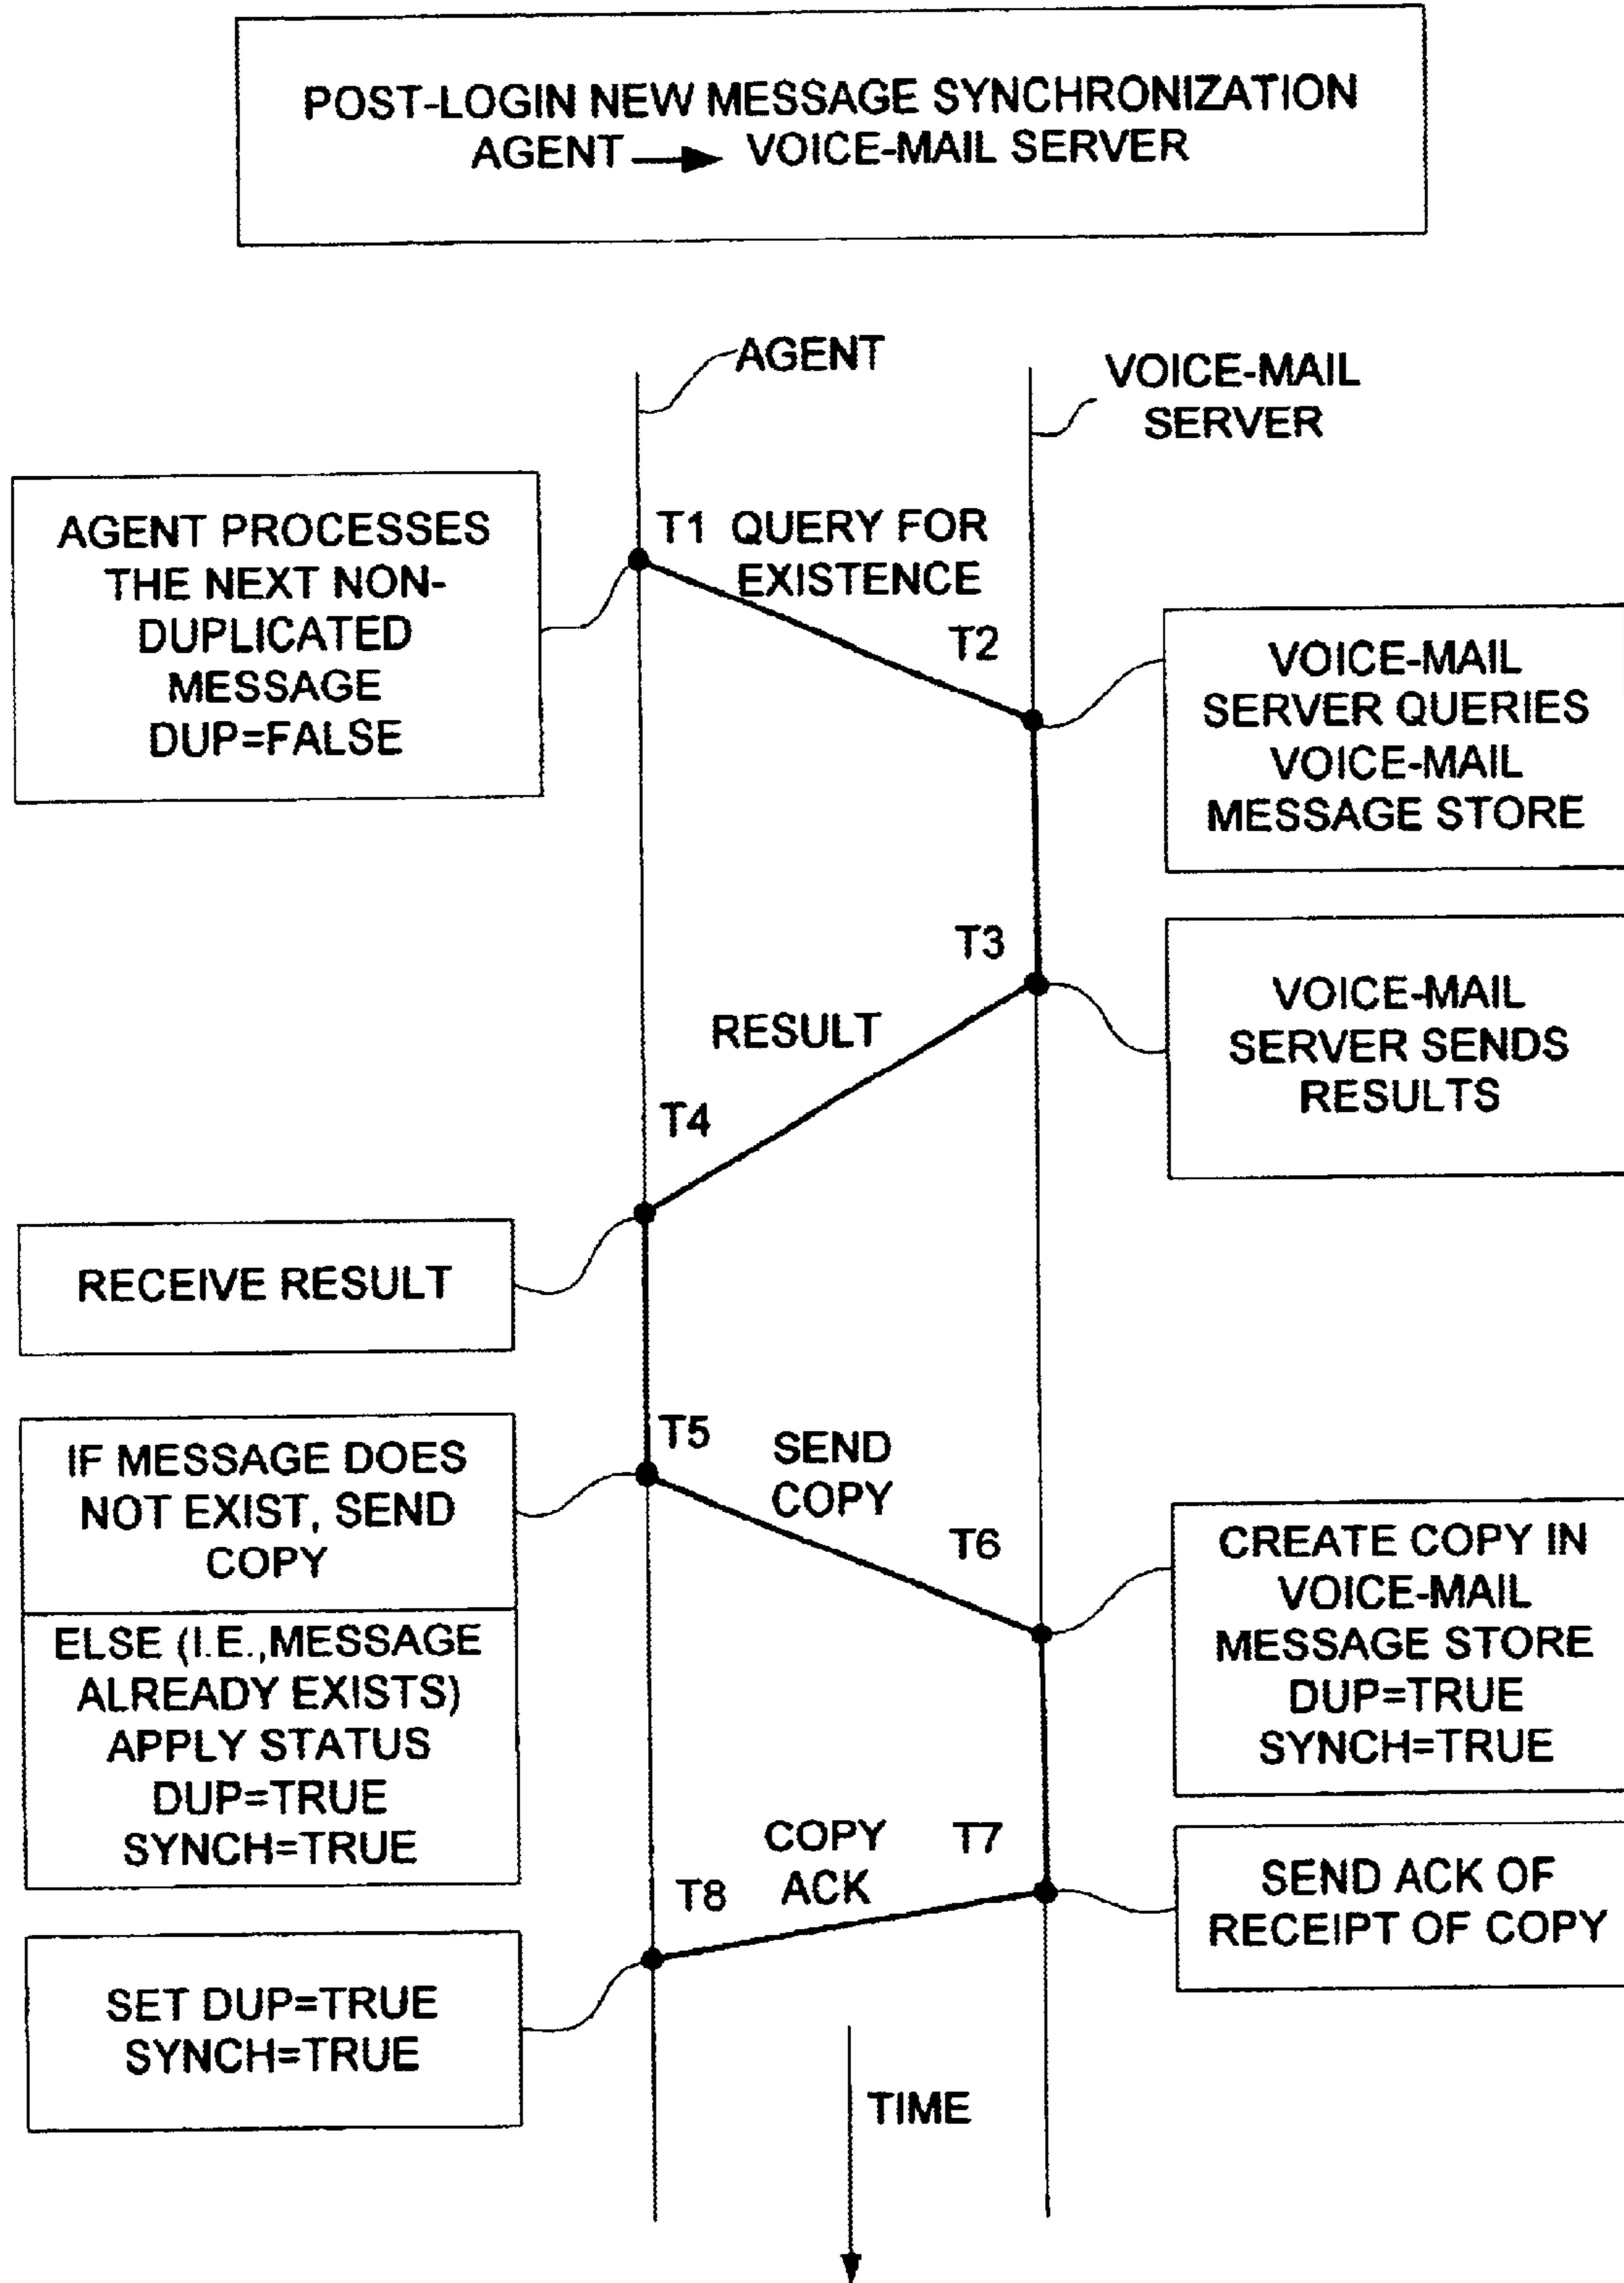 POST-LOGIN NEW MESSAGE SYNCHRONIZATION
AGENT → VOICE-MAIL SERVER
AGENT
VOICE-MAIL
SERVER
AGENT PROCESSES
THE NEXT NON-
DUPLICATED
MESSAGE
DUP=FALSE
T1 QUERY FOR
EXISTENCE
T2
VOICE-MAIL
SERVER QUERIES
VOICE-MAIL
MESSAGE STORE
T3
VOICE-MAIL
SERVER SENDS
RESULTS
RESULT
T4
RECEIVE RESULT
T5
SEND
COPY
IF MESSAGE DOES
NOT EXIST, SEND
COPY
ELSE (I.E.,MESSAGE
ALREADY EXISTS)
APPLY STATUS
DUP=TRUE
SYNCH=TRUE
T6
CREATE COPY IN
VOICE-MAIL
MESSAGE STORE
DUP=TRUE
SYNCH=TRUE
COPY
ACK
T7
SEND ACK OF
RECEIPT OF COPY
T8
SET DUP=TRUE
SYNCH=TRUE
TIME